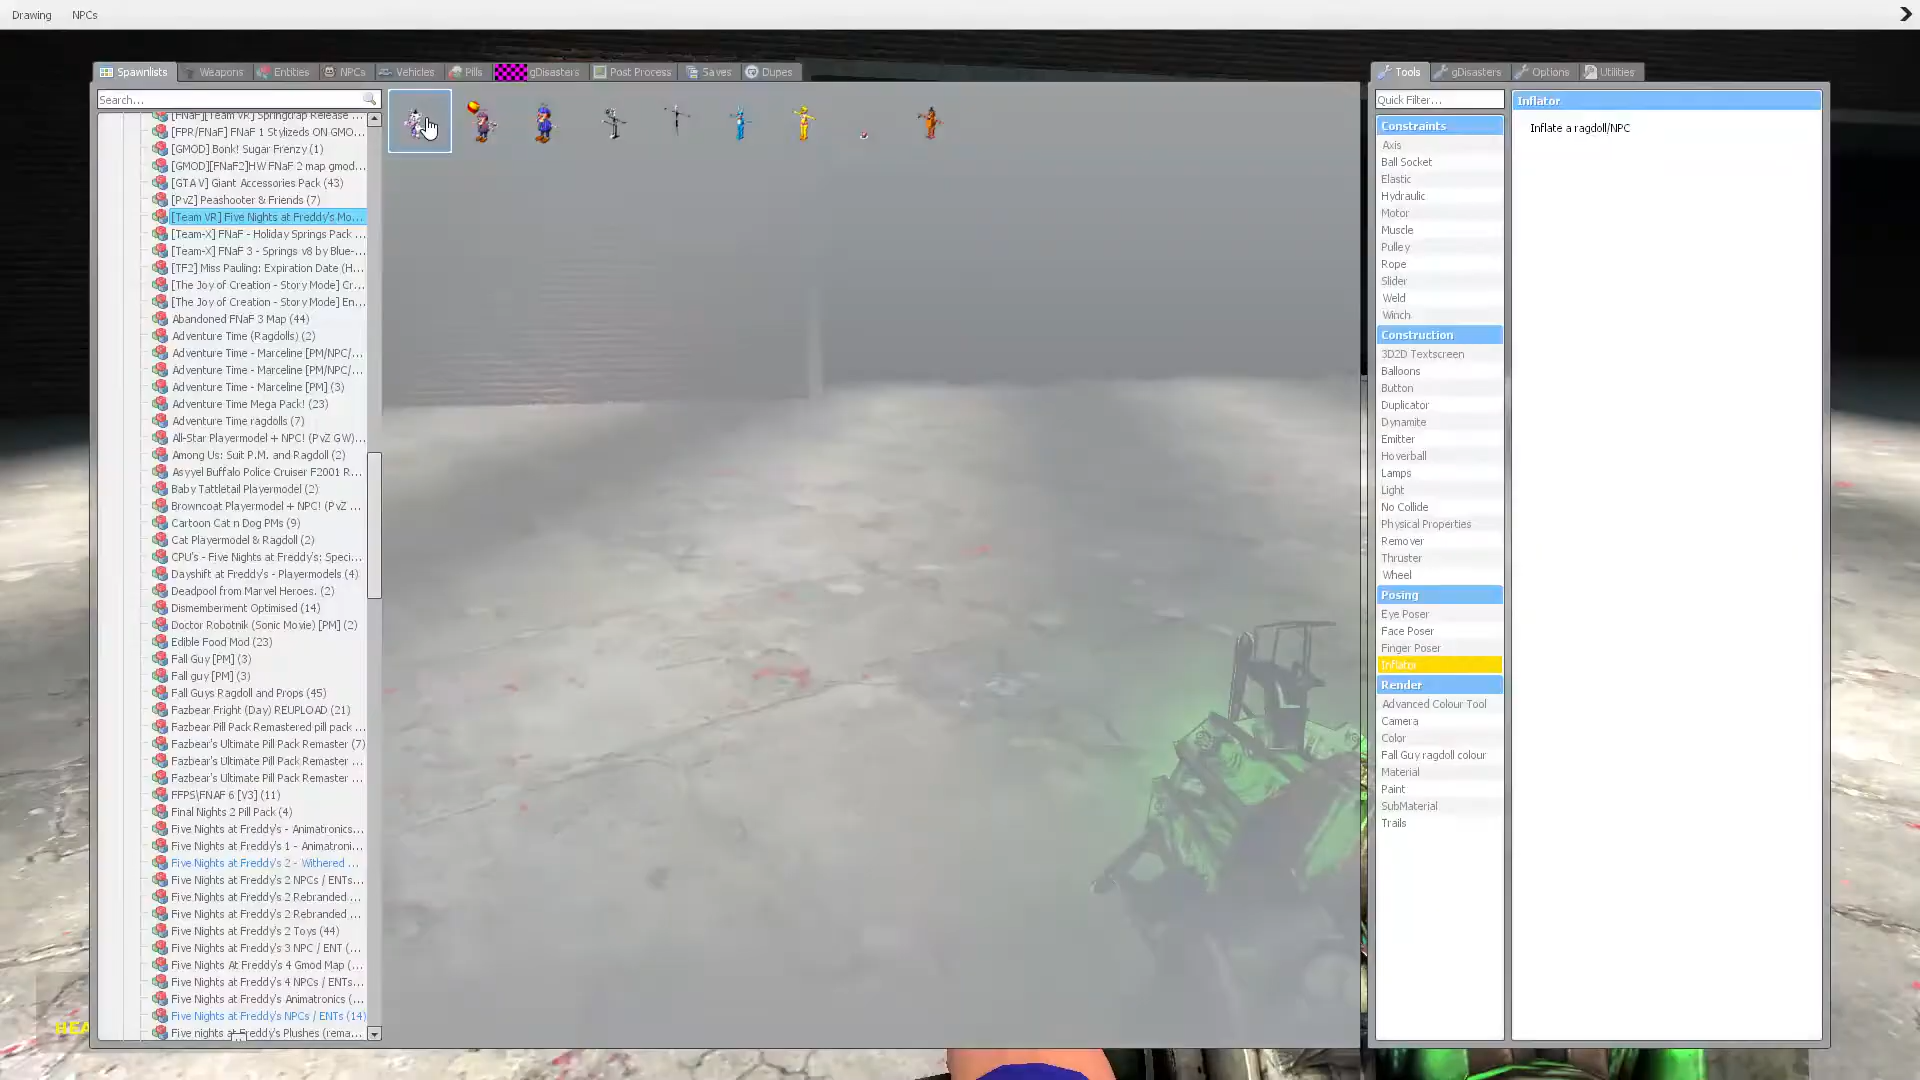 Drawing NPCs
Spawnlists Weapons Entities NPCs Vehicles Pills gDisasters Post Process Saves Dupes
Search...
[FNaF][Team VR] Springtrap Release ...
[FPR/FNaF] FNaF 1 Stylizeds ON GMO...
[GMOD] Bonk! Sugar Frenzy (1)
[GMOD][FNaF2]HW FNaF 2 map gmod...
[GTA V] Giant Accessories Pack (43)
[PvZ] Peashooter & Friends (7)
[Team VR] Five Nights at Freddy's Mo...
[Team-X] FNaF - Holiday Springs Pack ...
[Team-X] FNaF 3 - Springs v8 by Blue-...
[TF2] Miss Pauling: Expiration Date (H...
[The Joy of Creation - Story Mode] Cr...
[The Joy of Creation - Story Mode] En...
Abandoned FNaF 3 Map (44)
Adventure Time (Ragdolls) (2)
Adventure Time - Marceline [PM/NPC/...
Adventure Time - Marceline [PM/NPC/...
Adventure Time - Marceline [PM] (3)
Adventure Time Mega Pack! (23)
Adventure Time ragdolls (7)
All-Star Playermodel + NPC! (PvZ GW)...
Among Us: Suit P.M. and Ragdoll (2)
Asyyel Buffalo Police Cruiser F2001 R...
Baby Tattletail Playermodel (2)
Browncoat Playermodel + NPC! (PvZ ...
Cartoon Cat n Dog PMs (9)
Cat Playermodel & Ragdoll (2)
CPU's - Five Nights at Freddy's: Speci...
Dayshift at Freddy's - Playermodels (4)
Deadpool from Marvel Heroes. (2)
Dismemberment Optimised (14)
Doctor Robotnik (Sonic Movie) [PM] (2)
Edible Food Mod (23)
Fall Guy [PM] (3)
Fall guy [PM] (3)
Fall Guys Ragdoll and Props (45)
Fazbear Fright (Day) REUPLOAD (21)
Fazbear Pill Pack Remastered pill pack ...
Fazbear's Ultimate Pill Pack Remaster (7)
Fazbear's Ultimate Pill Pack Remaster ...
Fazbear's Ultimate Pill Pack Remaster ...
FFPS\FNAF 6 [V3] (11)
Final Nights 2 Pill Pack (4)
Five Nights at Freddy's - Animatronics...
Five Nights at Freddy's 1 - Animatroni...
Five Nights at Freddy's 2 - Withered ...
Five Nights at Freddy's 2 NPCs / ENTs...
Five Nights at Freddy's 2 Rebranded ...
Five Nights at Freddy's 2 Rebranded ...
Five Nights at Freddy's 2 Toys (44)
Five Nights at Freddy's 3 NPC / ENT (...
Five Nights At Freddy's 4 Gmod Map (...
Five Nights at Freddy's 4 NPCs / ENTs...
Five Nights at Freddy's Animatronics (...
Five Nights at Freddy's NPCs / ENTs (14)
Five nights at Freddy's Plushes (rema...
HEA
Tools gDisasters Options Utilities
Quick Filter...
Constraints
Axis
Ball Socket
Elastic
Hydraulic
Motor
Muscle
Pulley
Rope
Slider
Weld
Winch
Construction
3D2D Textscreen
Balloons
Button
Duplicator
Dynamite
Emitter
Hoverball
Lamps
Light
No Collide
Physical Properties
Remover
Thruster
Wheel
Posing
Eye Poser
Face Poser
Finger Poser
Inflator
Render
Advanced Colour Tool
Camera
Color
Fall Guy ragdoll colour
Material
Paint
SubMaterial
Trails
Inflator
Inflate a ragdoll/NPC